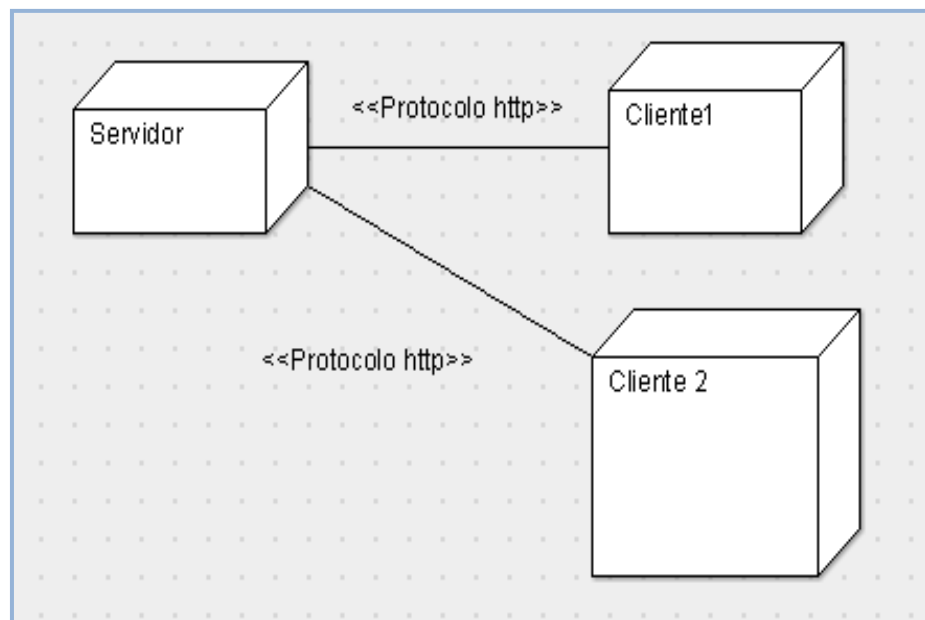 <<Protocolo http>>
Servidor
Cliente1
<<Protocolo http>>
Cliente 2